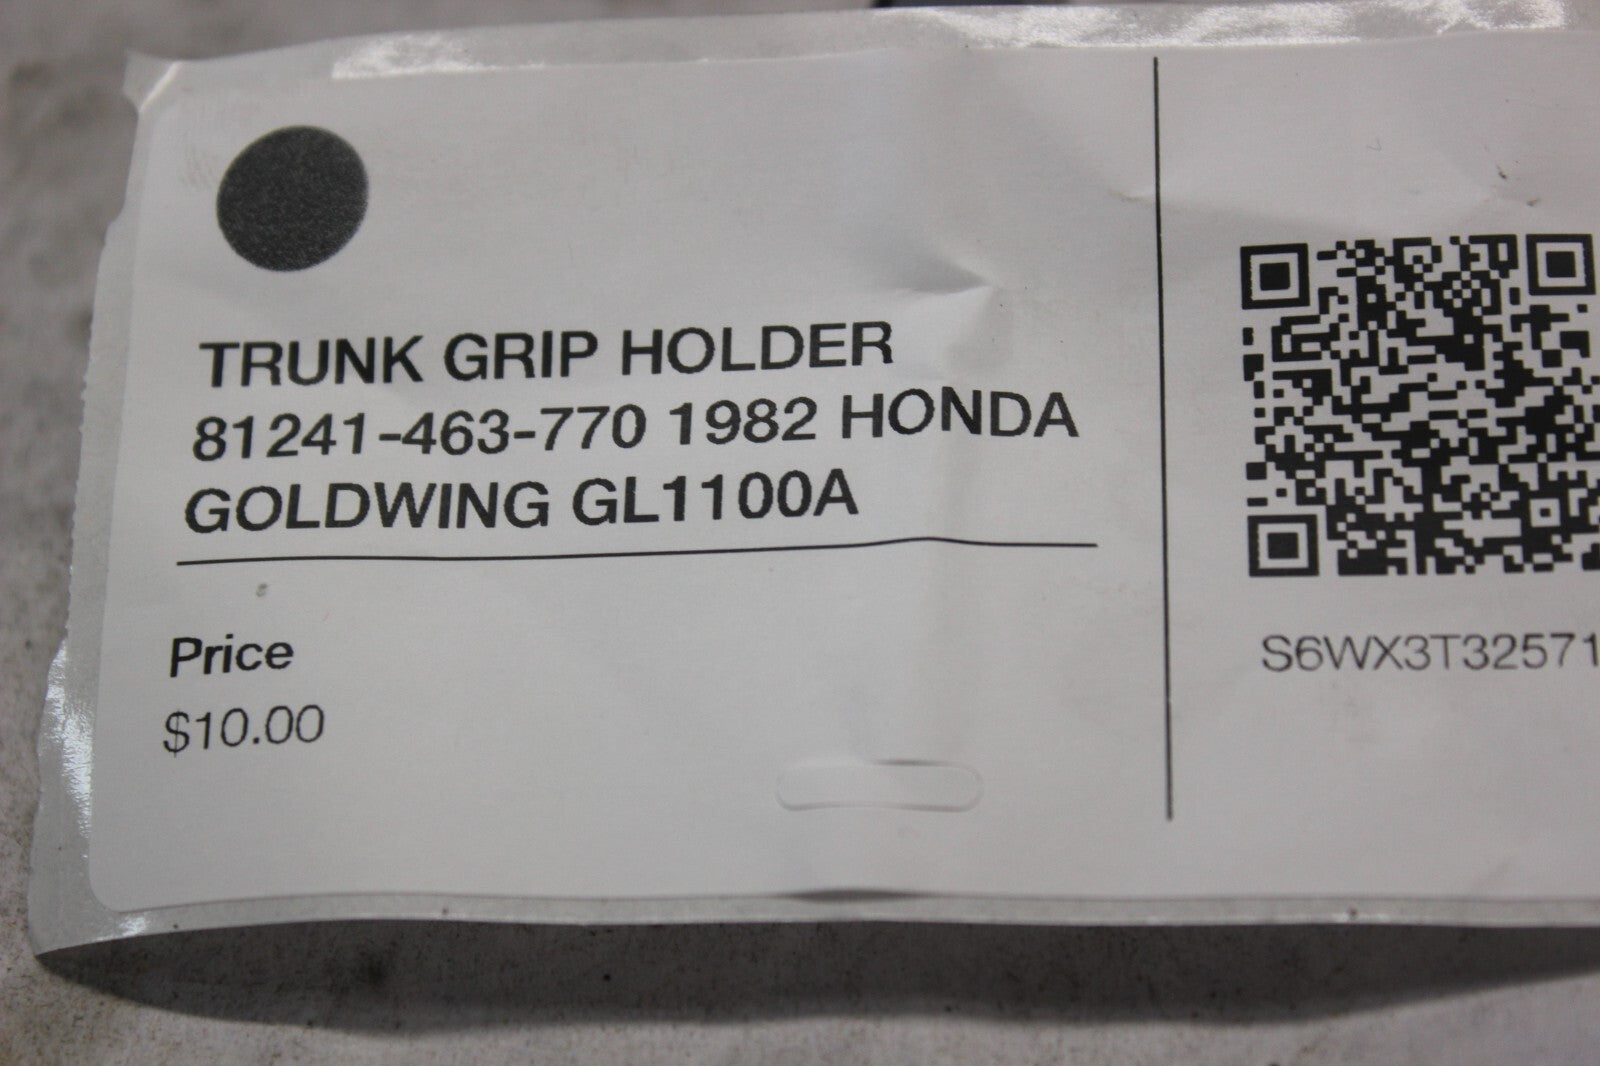 TRUNK GRIP HOLDER
81241-463-770 1982 HONDA
GOLDWING GL1100A
Price
$10.00
S6WX3T32571